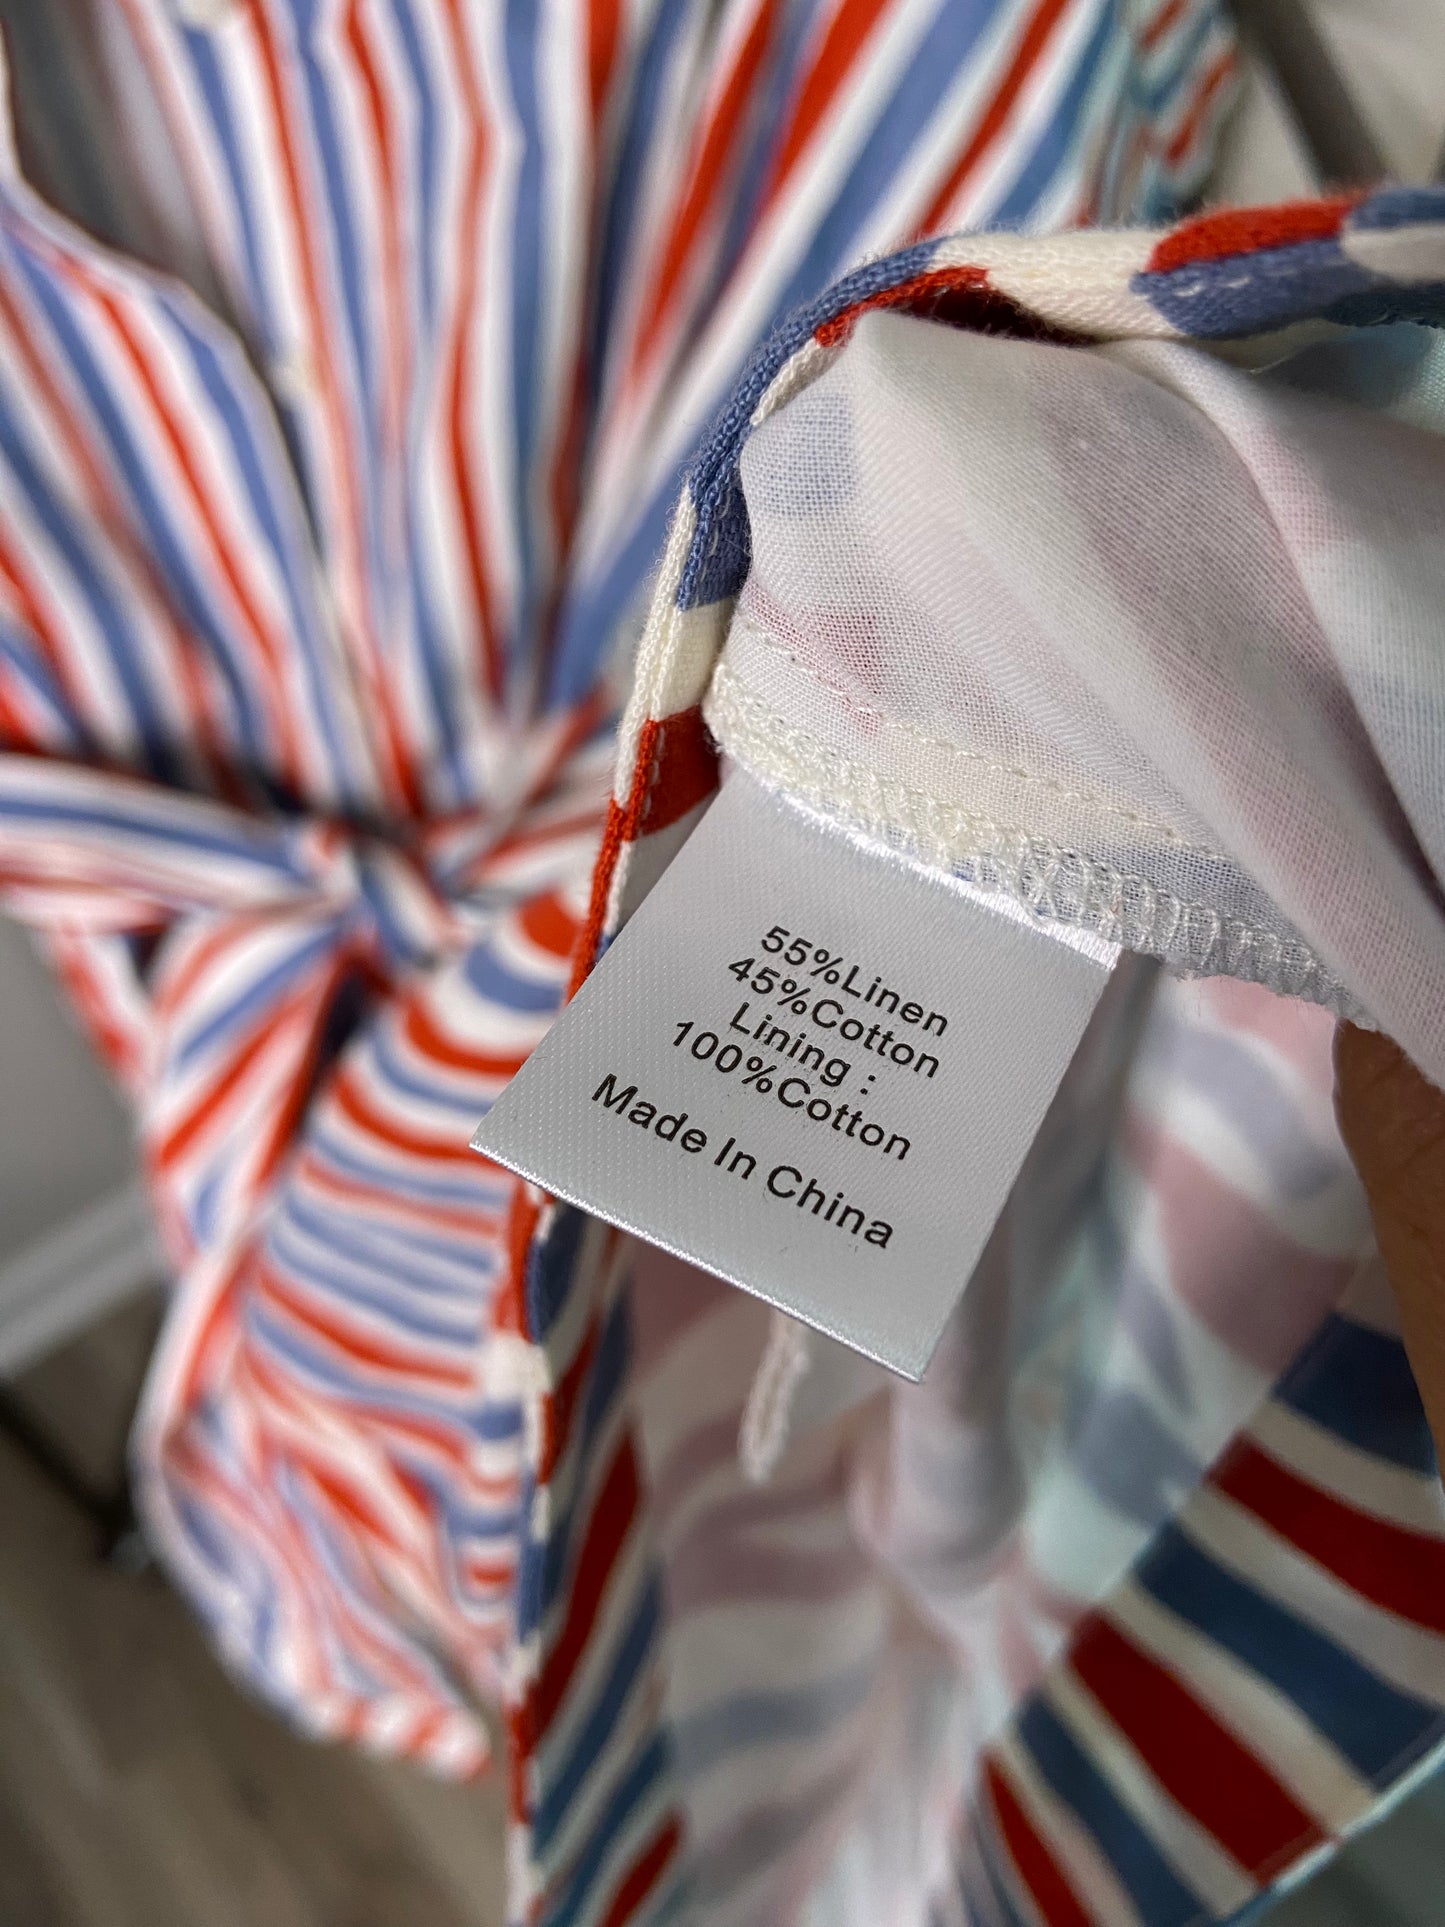 55%Linen
45%Cotton
Lining :
100%Cotton
Made In China